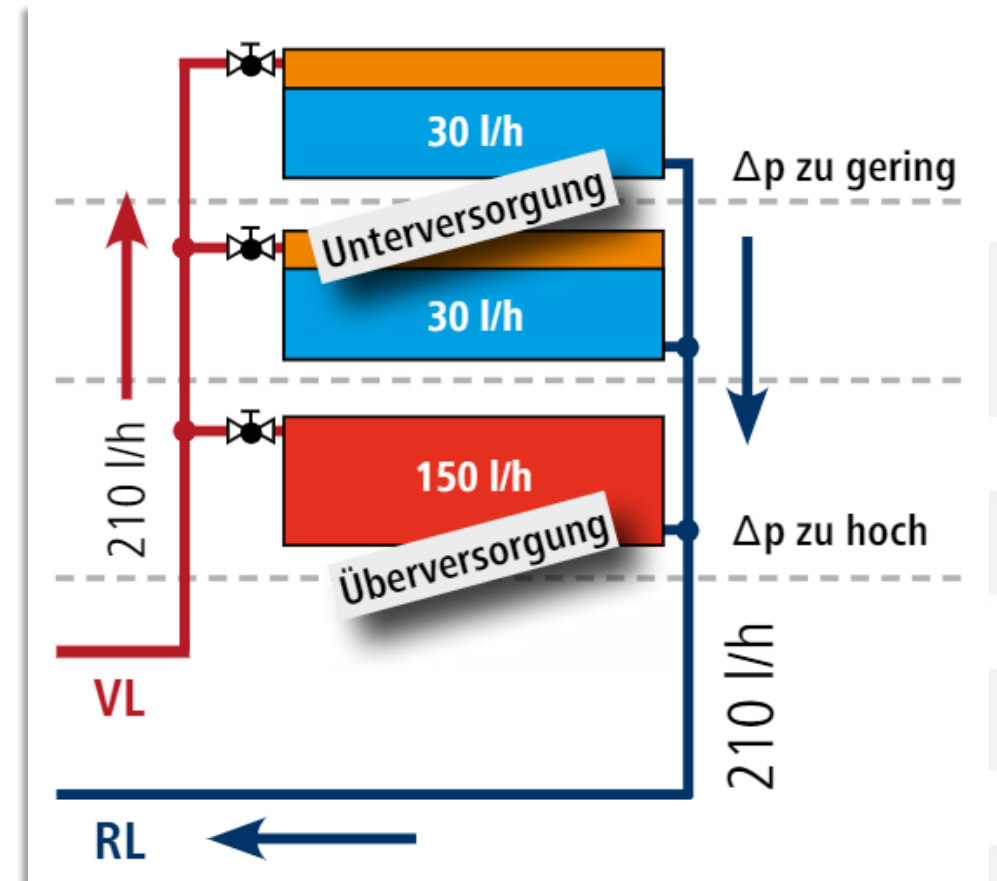 30 l/h
Δp zu gering
Unterversorgung
30 l/h
210 l/h
150 l/h
Δp zu hoch
Überversorgung
210 l/h
VL
RL